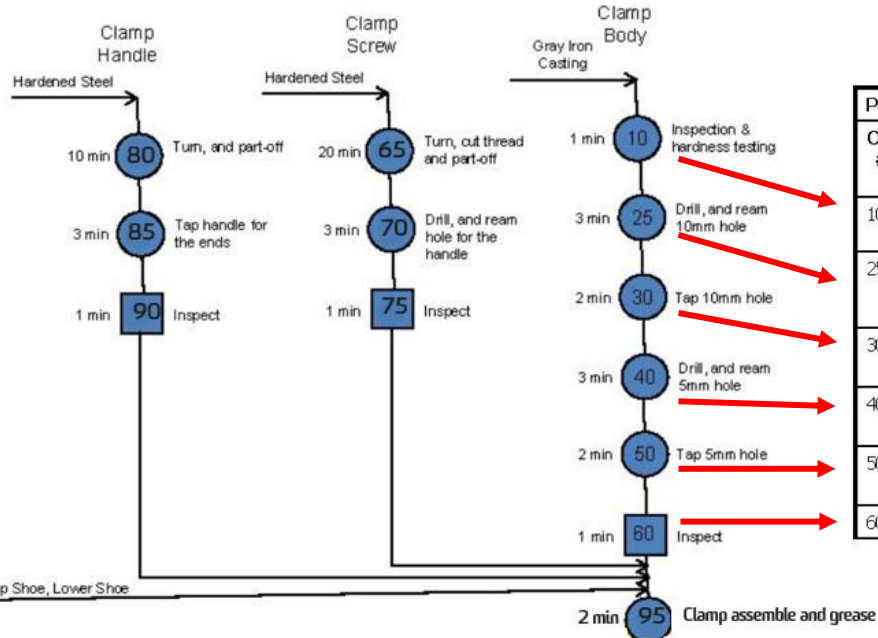 Clamp
Handle
Hardened Steel
10 min 80 Turn, and part-off
3 min 85 Tap handle for
the ends
1 min 90 Inspect
Clamp
Screw
Hardened Steel
20 min 65 Turn, cut thread
and part-off
3 min 70 Drill, and ream
hole for the
handle
1 min 75 Inspect
Clamp
Body
Gray Iron
Casting
1 min 10 Inspection &
hardness testing
3 min 25 Drill, and ream
10mm hole
2 min 30 Tap 10mm hole
3 min 40 Drill, and ream
5mm hole
2 min 50 Tap 5mm hole
1 min 60 Inspect
p Shoe, Lower Shoe
2 min 95 Clamp assemble and grease